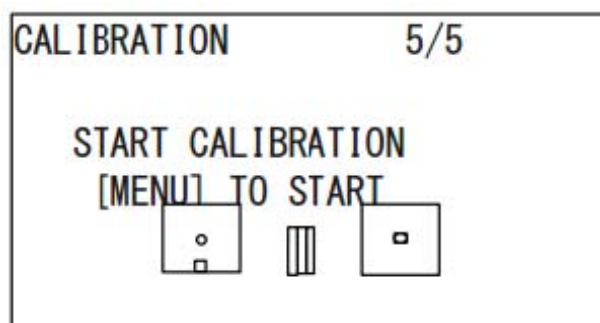 CALIBRATION 5/5
START CALIBRATION
[MENU] TO START